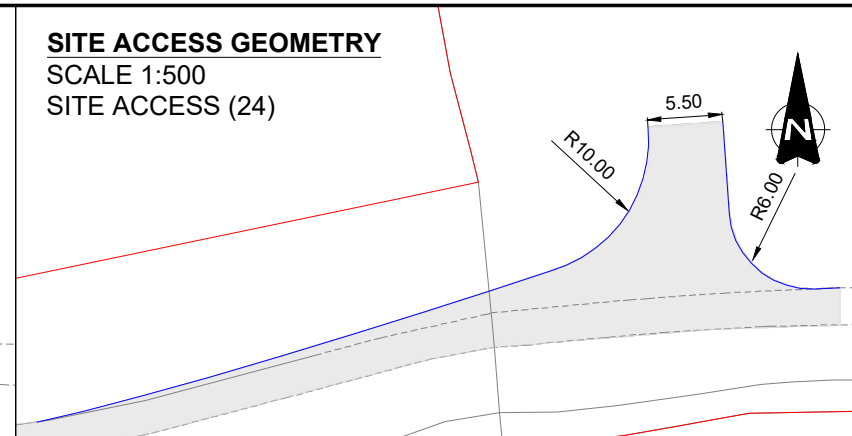 SITE ACCESS GEOMETRY
SCALE 1:500
SITE ACCESS (24)
5.50
R10.00
N
R6.00